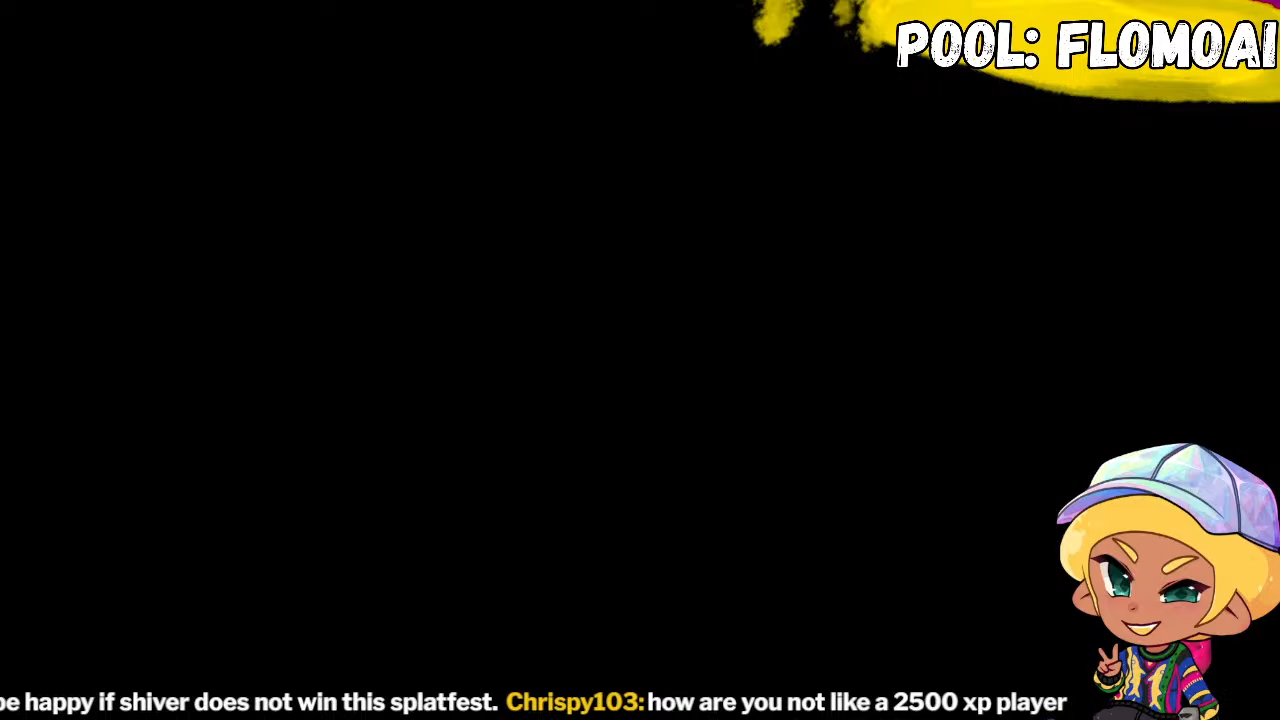 POOL: FLOMOAI
be happy if shiver does not win this splatfest. Chrispy103: how are you not like a 2500 xp player